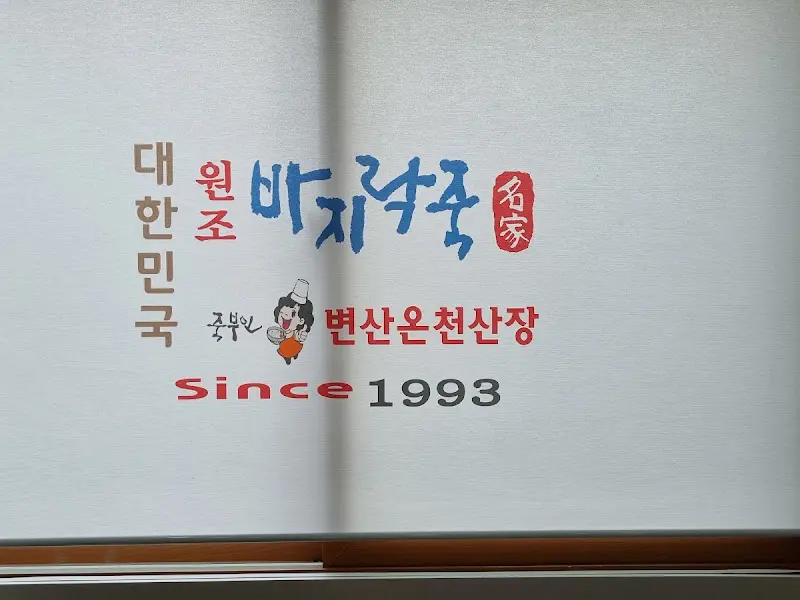 대한민국
원조
바지락죽
名家
죽부인
변산온천산장
Since 1993